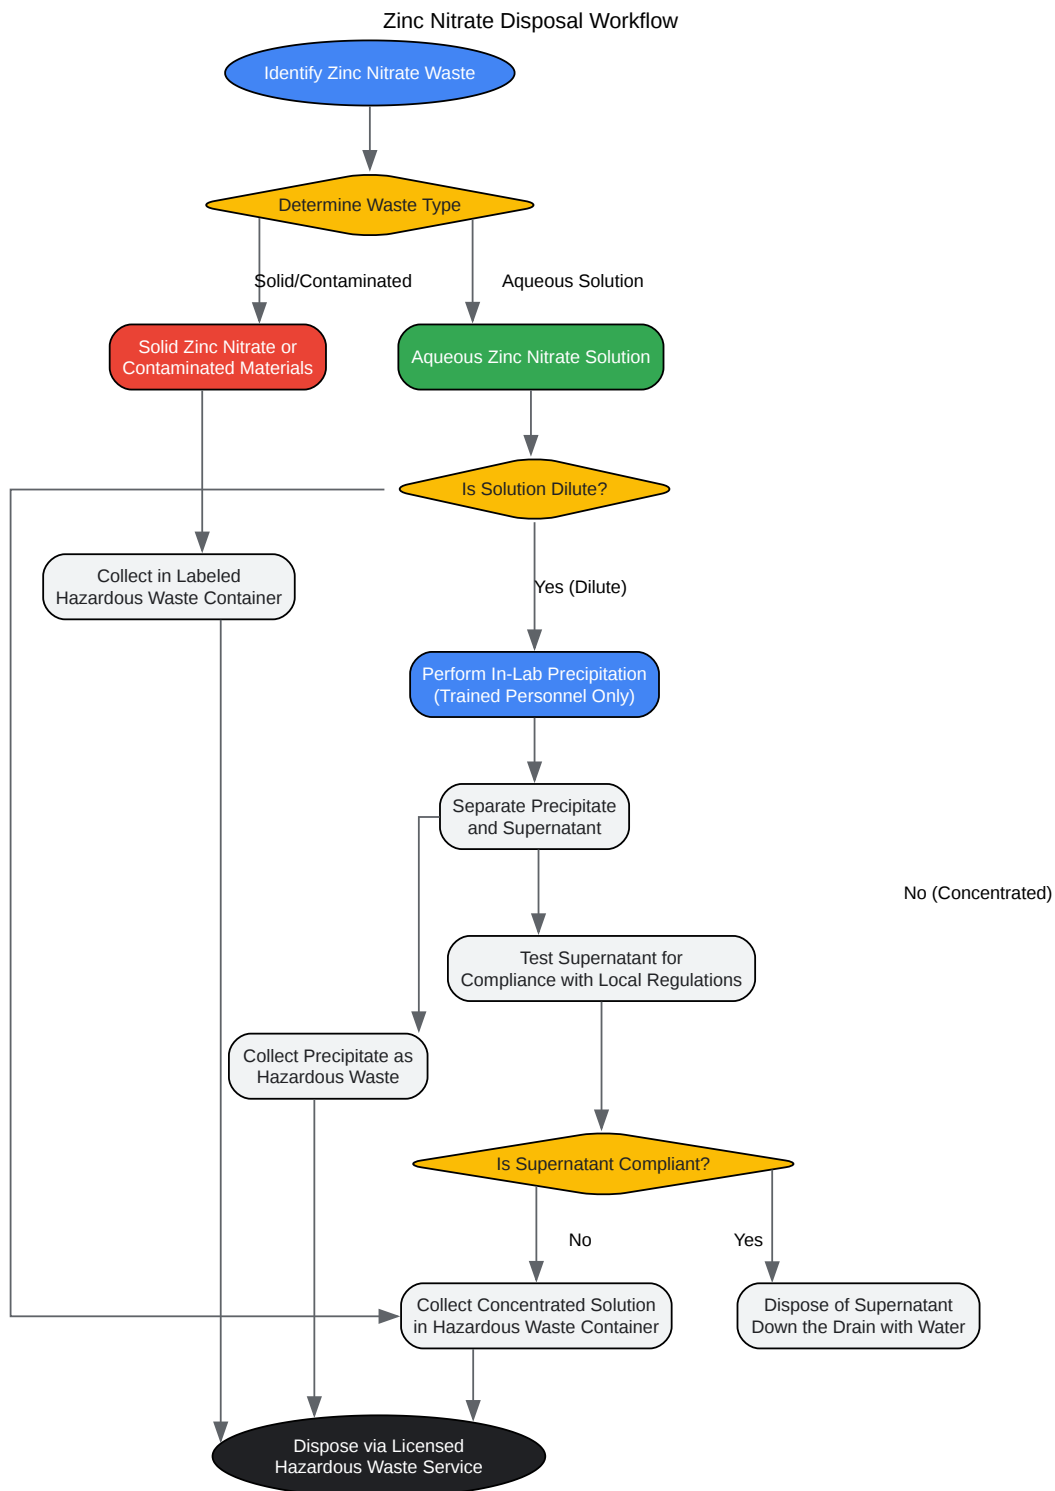 Zinc Nitrate Disposal Workflow
Identify Zinc Nitrate Waste
Determine Waste Type
Solid/Contaminated
Aqueous Solution
Solid Zinc Nitrate or
Contaminated Materials
Aqueous Zinc Nitrate Solution
Is Solution Dilute?
Collect in Labeled
Hazardous Waste Container
Yes (Dilute)
Perform In-Lab Precipitation
(Trained Personnel Only)
Separate Precipitate
and Supernatant
No (Concentrated)
Test Supernatant for
Compliance with Local Regulations
Collect Precipitate as
Hazardous Waste
Is Supernatant Compliant?
No
Yes
Collect Concentrated Solution
in Hazardous Waste Container
Dispose of Supernatant
Down the Drain with Water
Dispose via Licensed
Hazardous Waste Service